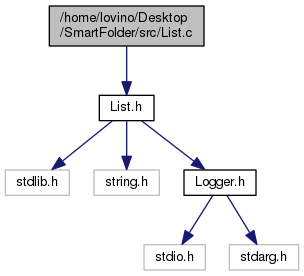 /home/lovino/Desktop
/SmartFolder/src/List.c
List.h
stdlib.h
string.h
Logger.h
stdio.h
stdarg.h